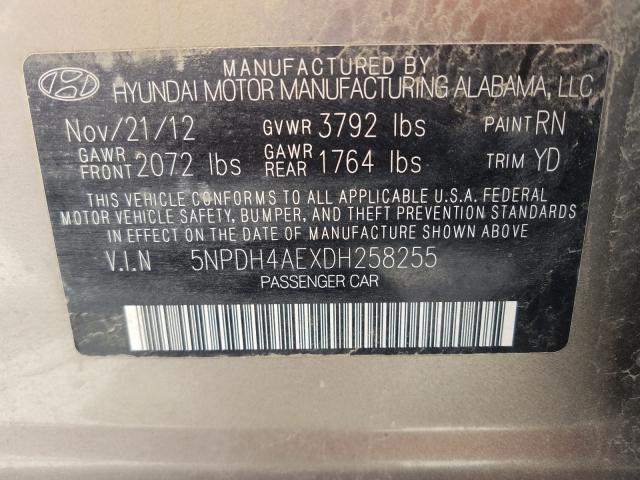 MANUFACTURED BY
HYUNDAI MOTOR MANUFACTURING ALABAMA, LLC
Nov/21/12 GVWR 3792 lbs PAINT RN
GAWR FRONT 2072 lbs GAWR REAR 1764 lbs TRIM YD
THIS VEHICLE CONFORMS TO ALL APPLICABLE U.S.A. FEDERAL
MOTOR VEHICLE SAFETY, BUMPER, AND THEFT PREVENTION STANDARDS
IN EFFECT ON THE DATE OF MANUFACTURE SHOWN ABOVE.
V.I.N 5NPDH4AEXDH258255
PASSENGER CAR